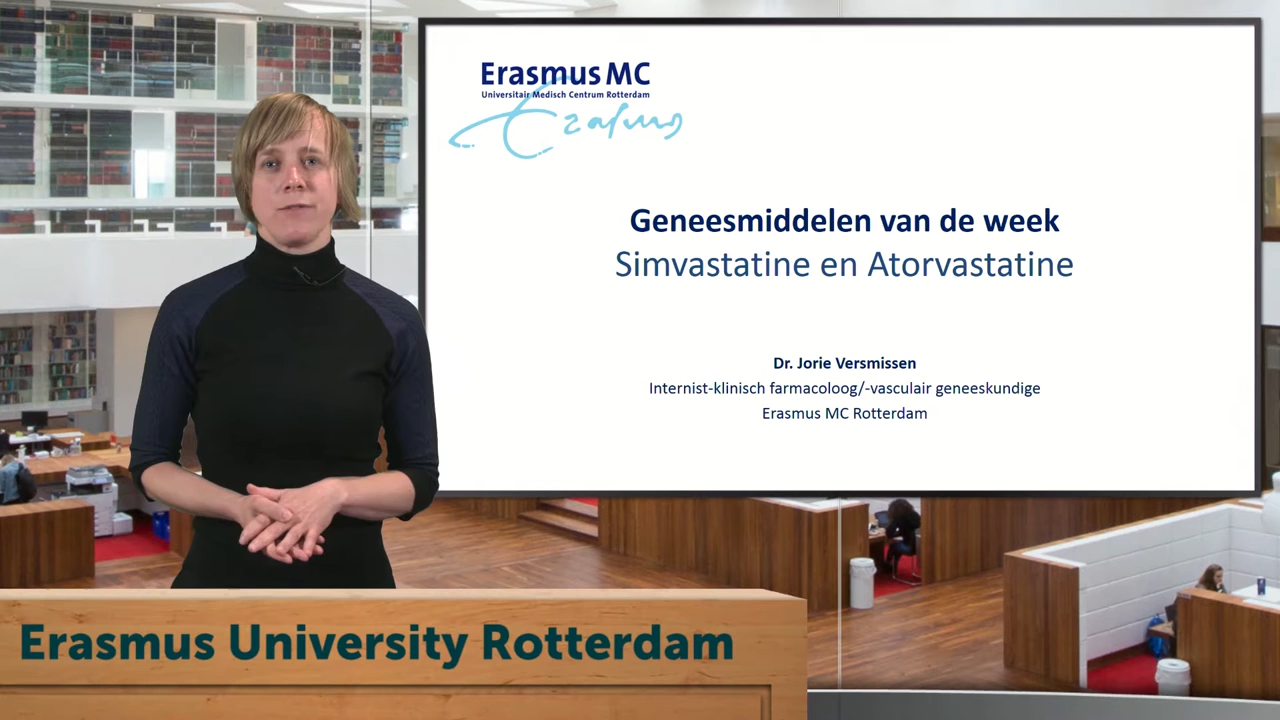 Erasmus MC
Universitair Medisch Centrum Rotterdam
Erasmus
Geneesmiddelen van de week
Simvastatine en Atorvastatine
Dr. Jorie Versmissen
Internist-klinisch farmacoloog/-vasculair geneeskundige
Erasmus MC Rotterdam
Erasmus University Rotterdam